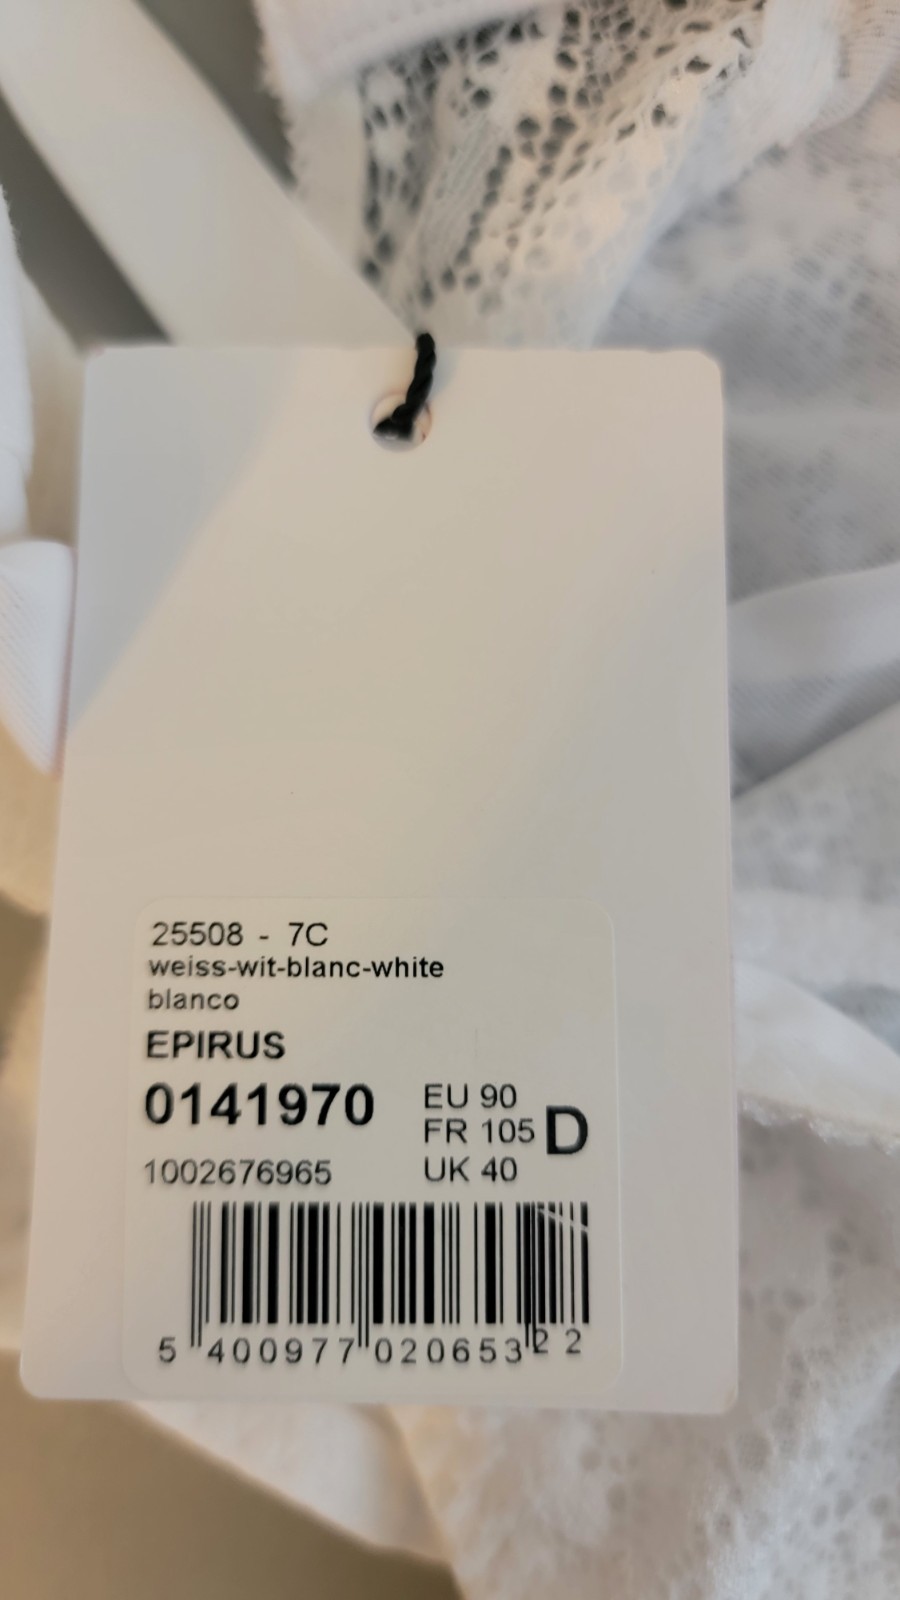 25508 - 7C
weiss-wit-blanc-white
blanco
EPIRUS
0141970
EU 90
FR 105 D
UK 40
1002676965
5 400977 020653 22